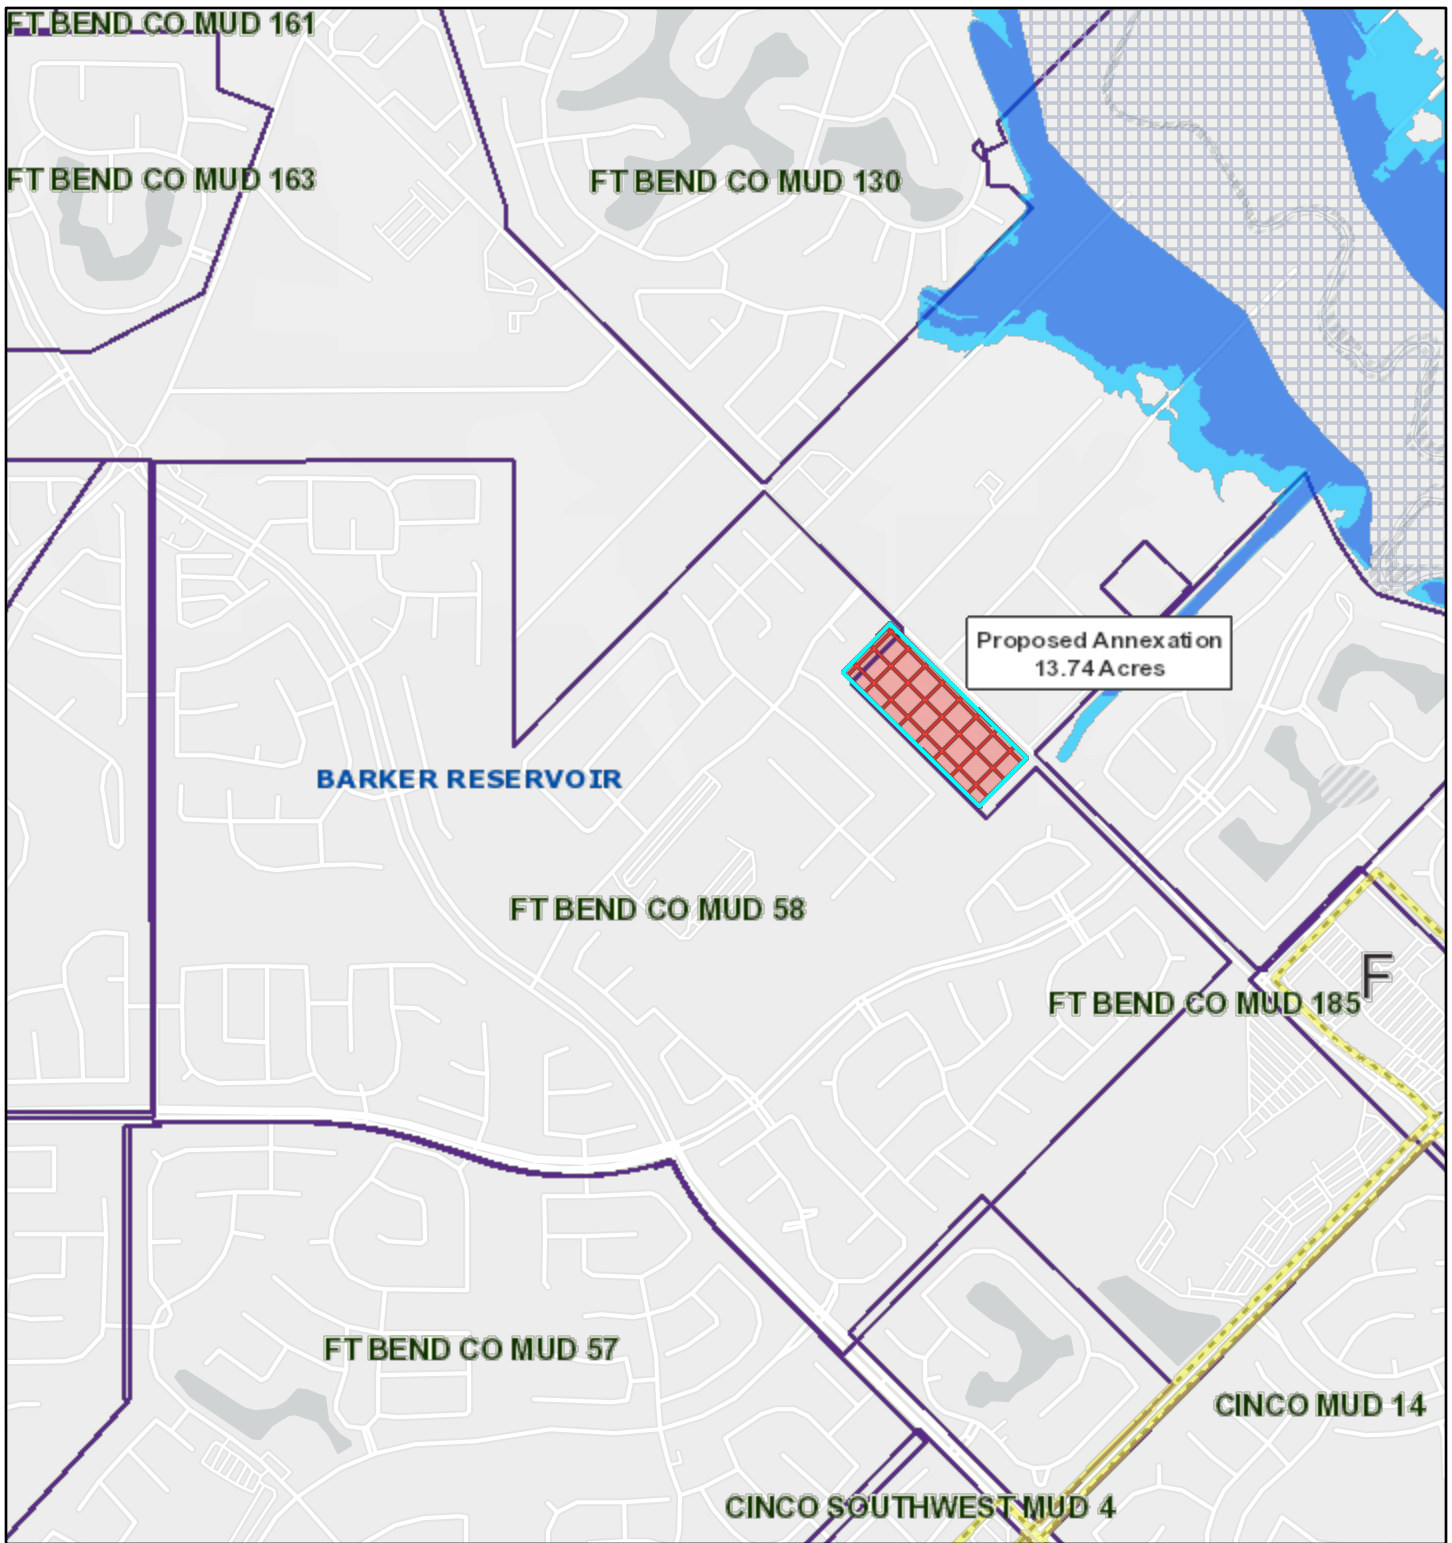 FT BEND CO MUD 161
FT BEND CO MUD 163
FT BEND CO MUD 130
Proposed Annexation
13.74 Acres
BARKER RESERVOIR
FT BEND CO MUD 58
F
FT BEND CO MUD 185
FT BEND CO MUD 57
CINCO MUD 14
CINCO SOUTHWEST MUD 4